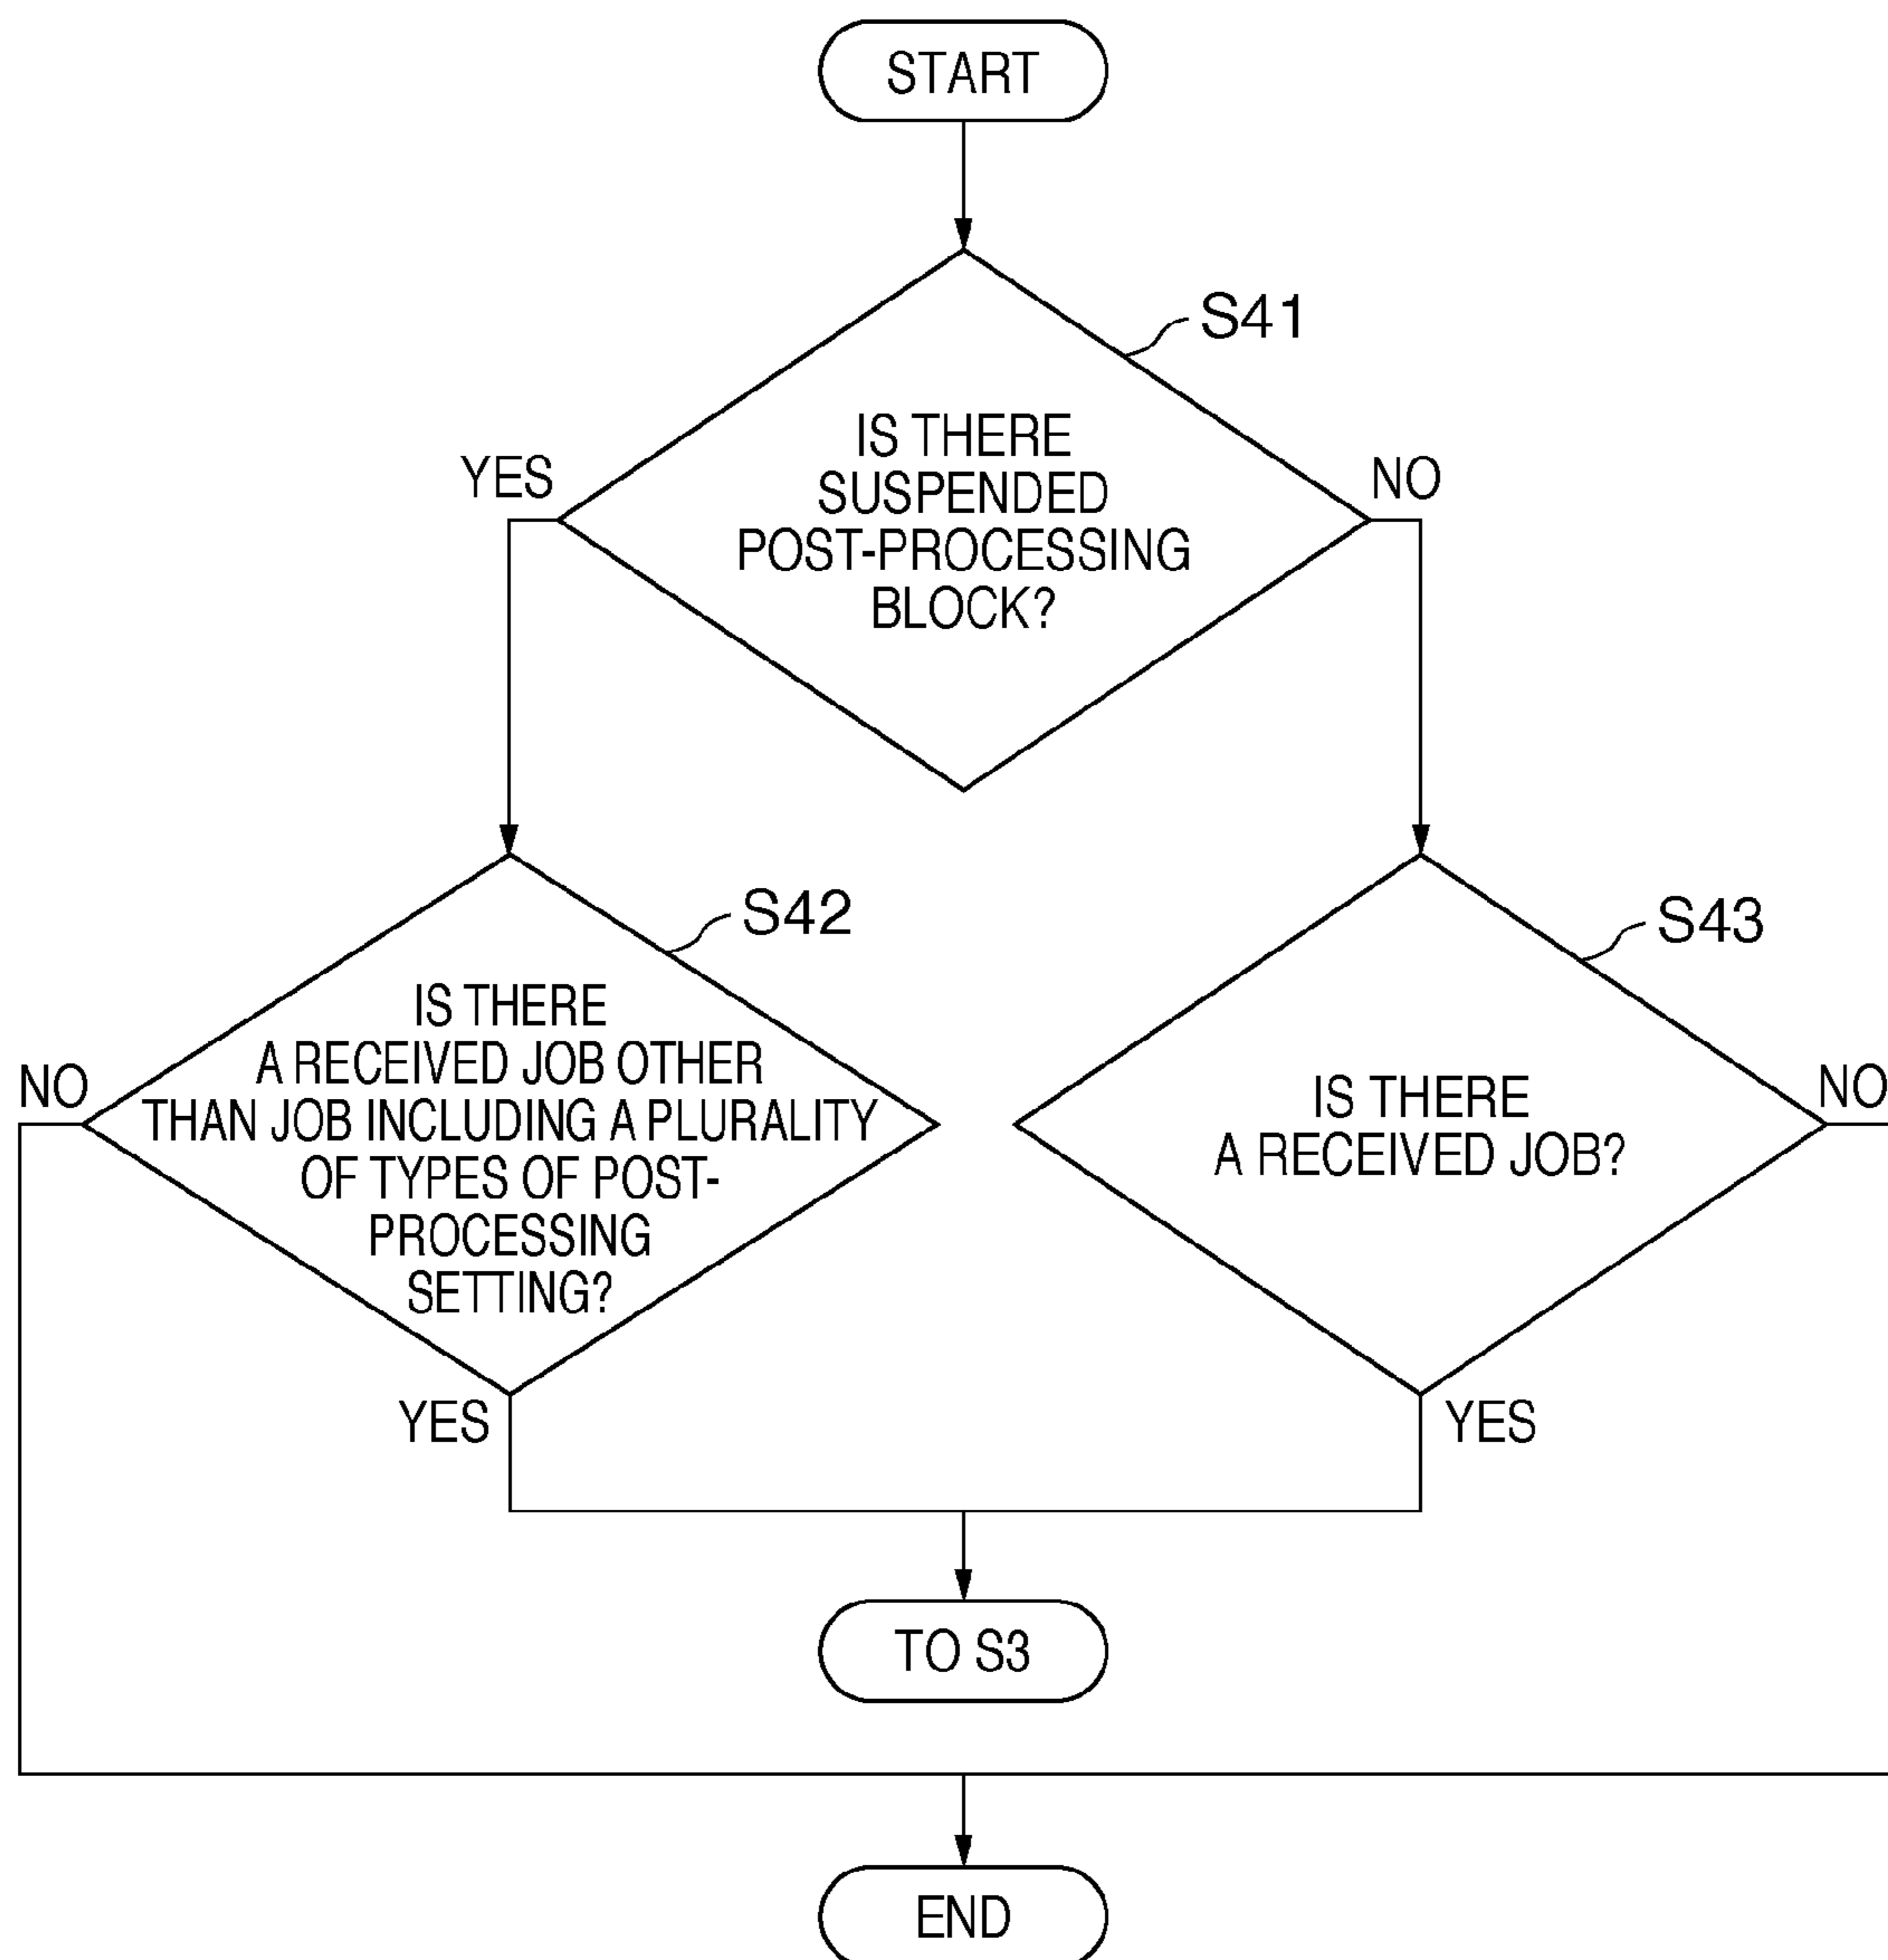 START
S41
IS THERE
SUSPENDED
POST-PROCESSING
BLOCK?
YES
NO
S42
IS THERE
A RECEIVED JOB OTHER
THAN JOB INCLUDING A PLURALITY
OF TYPES OF POST-
PROCESSING
SETTING?
NO
YES
S43
IS THERE
A RECEIVED JOB?
NO
YES
TO S3
END